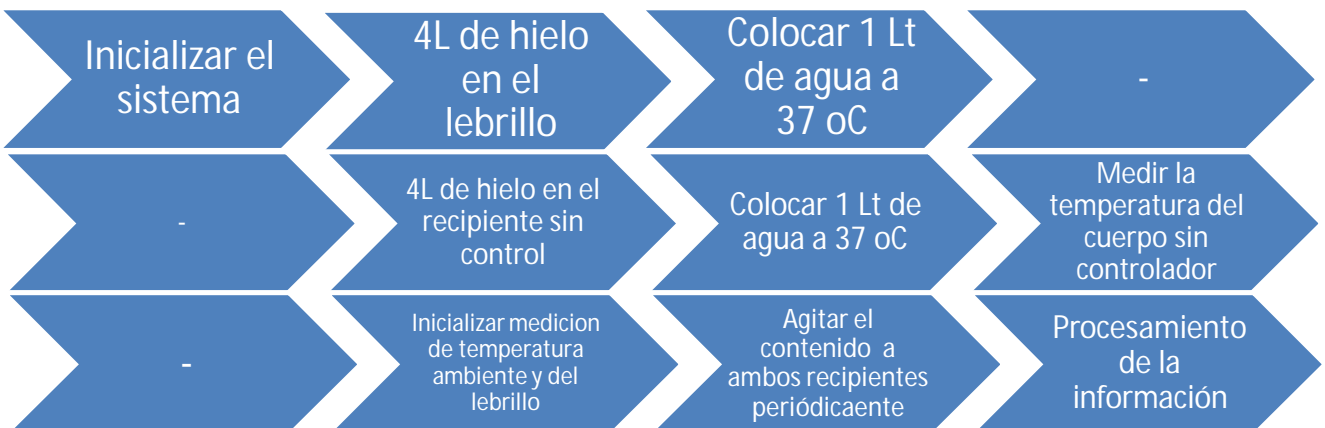 Inicializar el
sistema
4L de hielo
en el
lebrillo
Colocar 1 Lt
de agua a
37 oC
-
-
4L de hielo en el
recipiente sin
control
Colocar 1 Lt de
agua a 37 oC
Medir la
temperatura del
cuerpo sin
controlador
-
Inicializar medicion
de temperatura
ambiente y del
lebrillo
Agitar el
contenido a
ambos recipientes
periódicaente
Procesamiento
de la
información